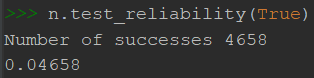 >>> n.test_reliability(True)
Number of successes 4658
0.04658